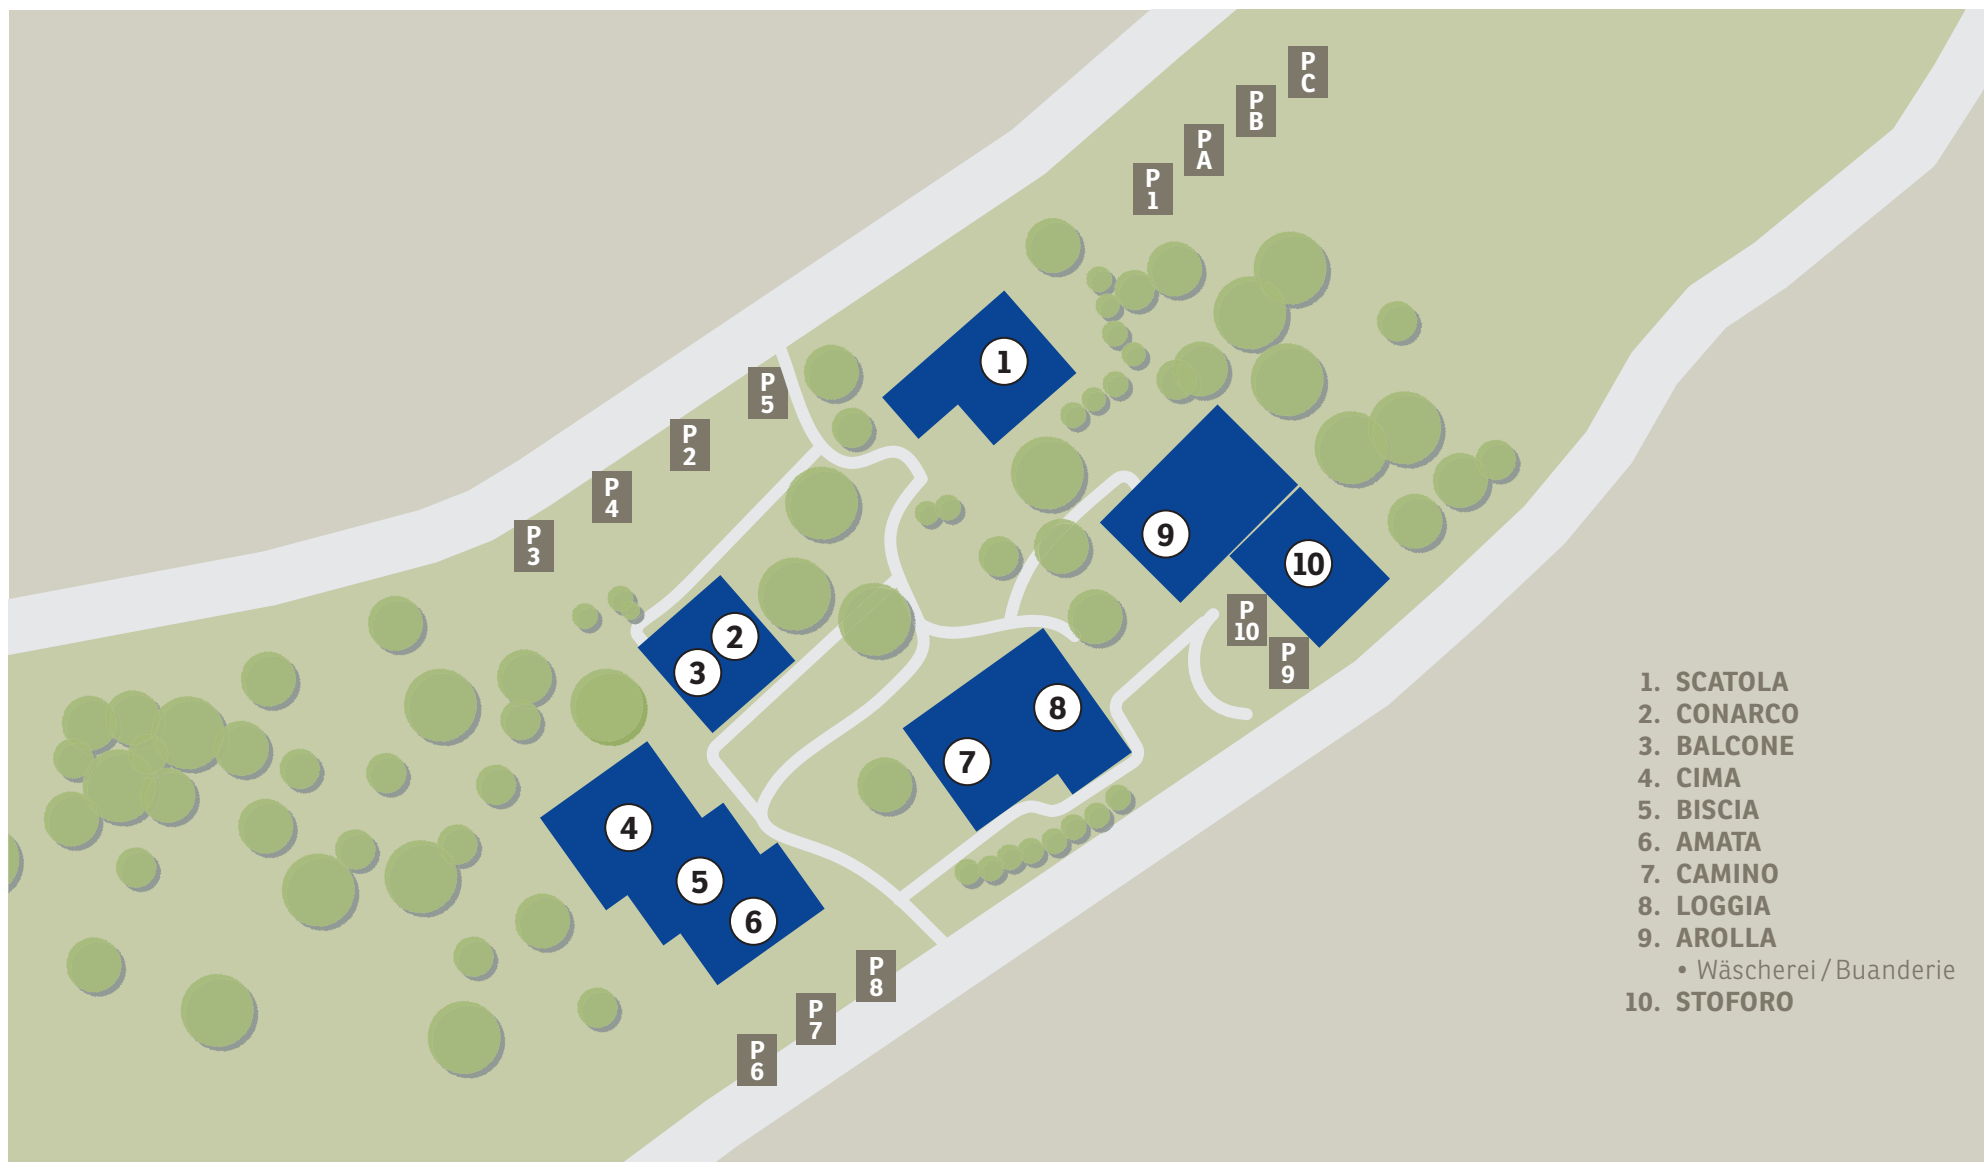 P
C
P
B
P
A
P
1
1
P
5
P
2
P
4
P
3
9
10
2
3
P
10
P
9
8
7
4
5
6
P
8
P
7
P
6
1. SCATOLA
2. CONARCO
3. BALCONE
4. CIMA
5. BISCIA
6. AMATA
7. CAMINO
8. LOGGIA
9. AROLLA
• Wäscherei / Buanderie
10. STOFORO